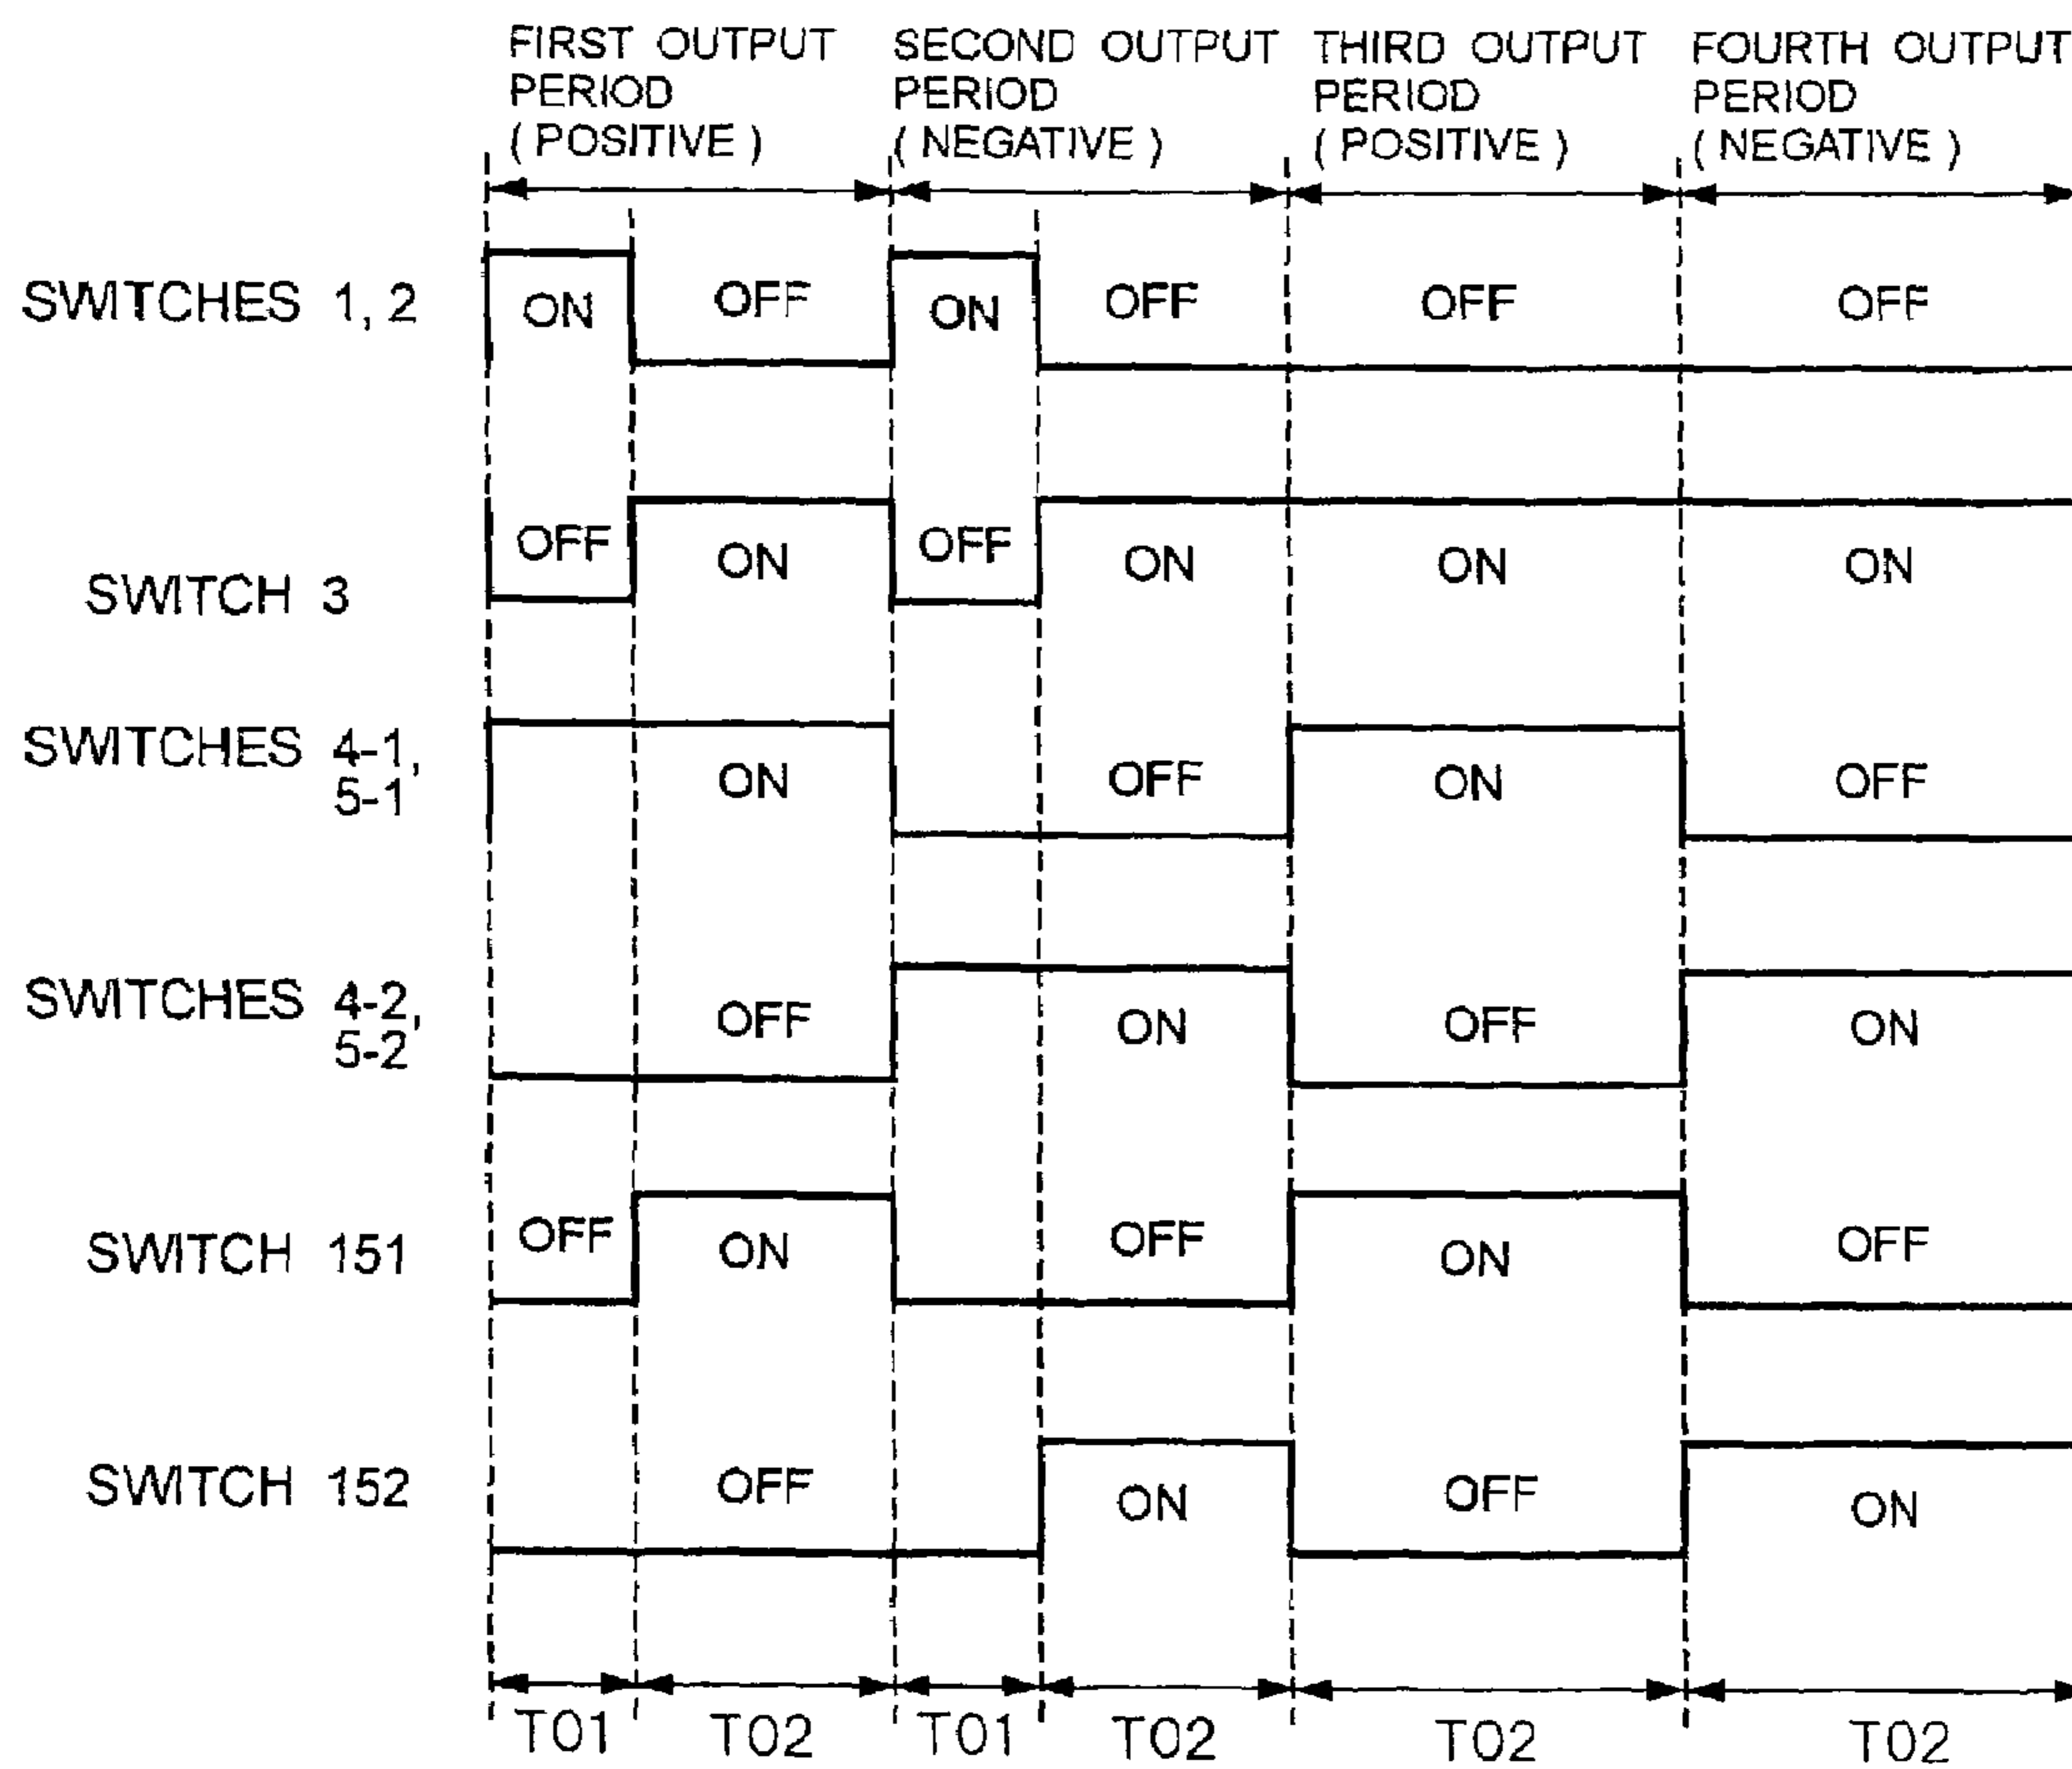 FIRST OUTPUT PERIOD (POSITIVE)
SECOND OUTPUT PERIOD (NEGATIVE)
THIRD OUTPUT PERIOD (POSITIVE)
FOURTH OUTPUT PERIOD (NEGATIVE)
SWITCHES 1, 2 ON OFF ON OFF OFF OFF
SWITCH 3 OFF ON OFF ON ON ON
SWITCHES 4-1, 5-1 ON OFF ON OFF
SWITCHES 4-2, 5-2 OFF ON OFF ON
SWITCH 151 OFF ON OFF ON OFF
SWITCH 152 OFF ON OFF ON
T01 T02 T01 T02 T02 T02